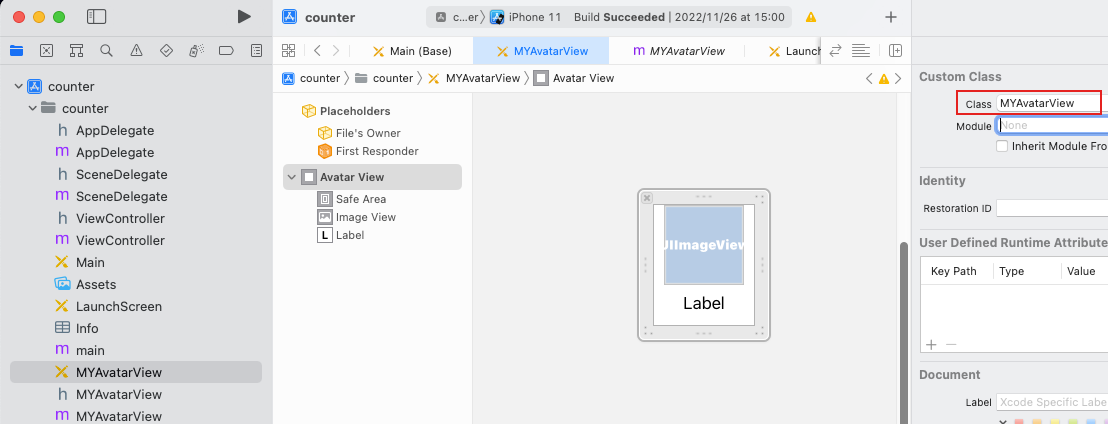 counter
c...er
iPhone 11
Build Succeeded | 2022/11/26 at 15:00
Main (Base)
MYAvatarView
m MYAvatarView
Launch
counter
counter
MYAvatarView
Avatar View
counter
counter
h AppDelegate
m AppDelegate
h SceneDelegate
m SceneDelegate
h ViewController
m ViewController
Main
Assets
LaunchScreen
Info
m main
MYAvatarView
h MYAvatarView
m MYAvatarView
Placeholders
File's Owner
First Responder
Avatar View
Safe Area
Image View
L Label
UIImageView
Label
Custom Class
Class MYAvatarView
Module None
Inherit Module Fro
Identity
Restoration ID
User Defined Runtime Attribute
Key Path Type Value
Document
Label Xcode Specific Labe